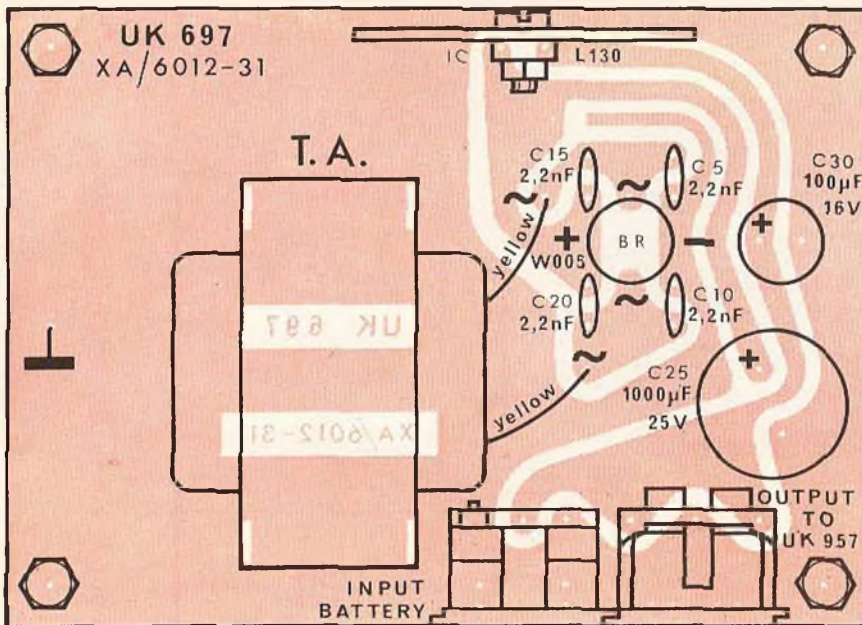 UK 697
XA/6012-31
IC
L130
T. A.
C15
2,2nF
C 5
2,2nF
C30
100µF
16V
+
~
~
yellow
+
BR
-
W005
C20
2,2nF
~
C10
2,2nF
~
yellow
UK 697
XA/6012-31
C25
1000µF
25V
+
OUTPUT
TO
UK 957
INPUT
BATTERY